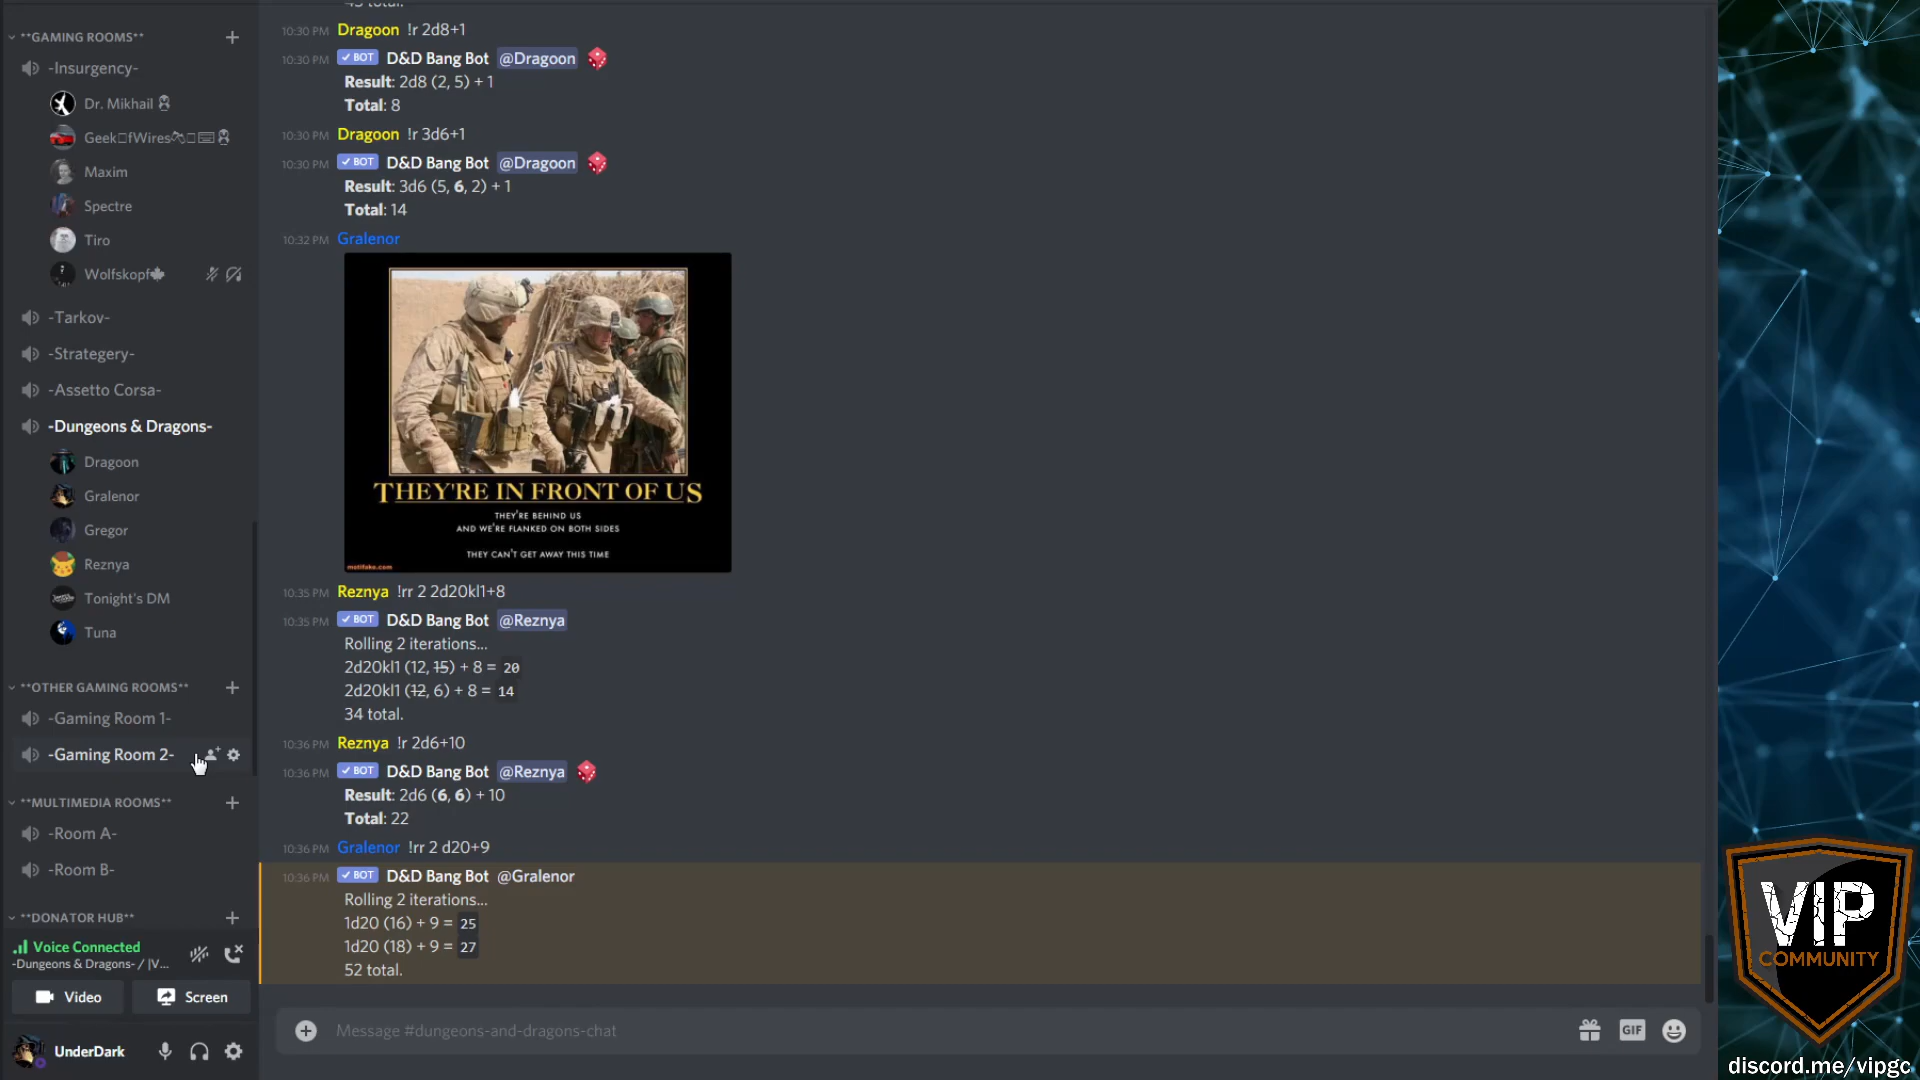 **GAMING ROOMS**
-Insurgency-
Dr. Mikhail
Geek fWires
Maxim
Spectre
Tiro
Wolfskopf
-Tarkov-
-Strategery-
-Assetto Corsa-
-Dungeons & Dragons-
Dragoon
Gralenor
Gregor
Reznya
Tonight's DM
Tuna
**OTHER GAMING ROOMS**
-Gaming Room 1-
-Gaming Room 2-
**MULTIMEDIA ROOMS**
-Room A-
-Room B-
**DONATOR HUB**
Voice Connected
-Dungeons & Dragons- / |V...
Video Screen
UnderDark
10:30 PM Dragoon !r 2d8+1
10:30 PM ✓ BOT D&D Bang Bot @Dragoon
Result: 2d8 (2, 5) + 1
Total: 8
10:30 PM Dragoon !r 3d6+1
10:30 PM ✓ BOT D&D Bang Bot @Dragoon
Result: 3d6 (5, 6, 2) + 1
Total: 14
10:32 PM Gralenor
THEY'RE IN FRONT OF US
THEY'RE BEHIND US
AND WE'RE FLANKED ON BOTH SIDES
THEY CAN'T GET AWAY THIS TIME
motifake.com
10:35 PM Reznya !rr 2 2d20kl1+8
10:35 PM ✓ BOT D&D Bang Bot @Reznya
Rolling 2 iterations...
2d20kl1 (12, 15) + 8 = 20
2d20kl1 (12, 6) + 8 = 14
34 total.
10:36 PM Reznya !r 2d6+10
10:36 PM ✓ BOT D&D Bang Bot @Reznya
Result: 2d6 (6, 6) + 10
Total: 22
10:36 PM Gralenor !rr 2 d20+9
10:36 PM ✓ BOT D&D Bang Bot @Gralenor
Rolling 2 iterations...
1d20 (16) + 9 = 25
1d20 (18) + 9 = 27
52 total.
Message #dungeons-and-dragons-chat
GIF
VIP
COMMUNITY
discord.me/vipgc